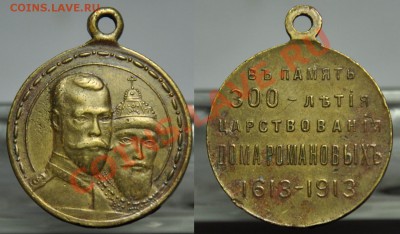 COINS.LAVE.RU
ВЪ ПАМЯТЬ
300 - ЛѢТІЯ
ЦАРСТВОВАНІЯ
ДОМА РОМАНОВЫХЪ
1613-1913